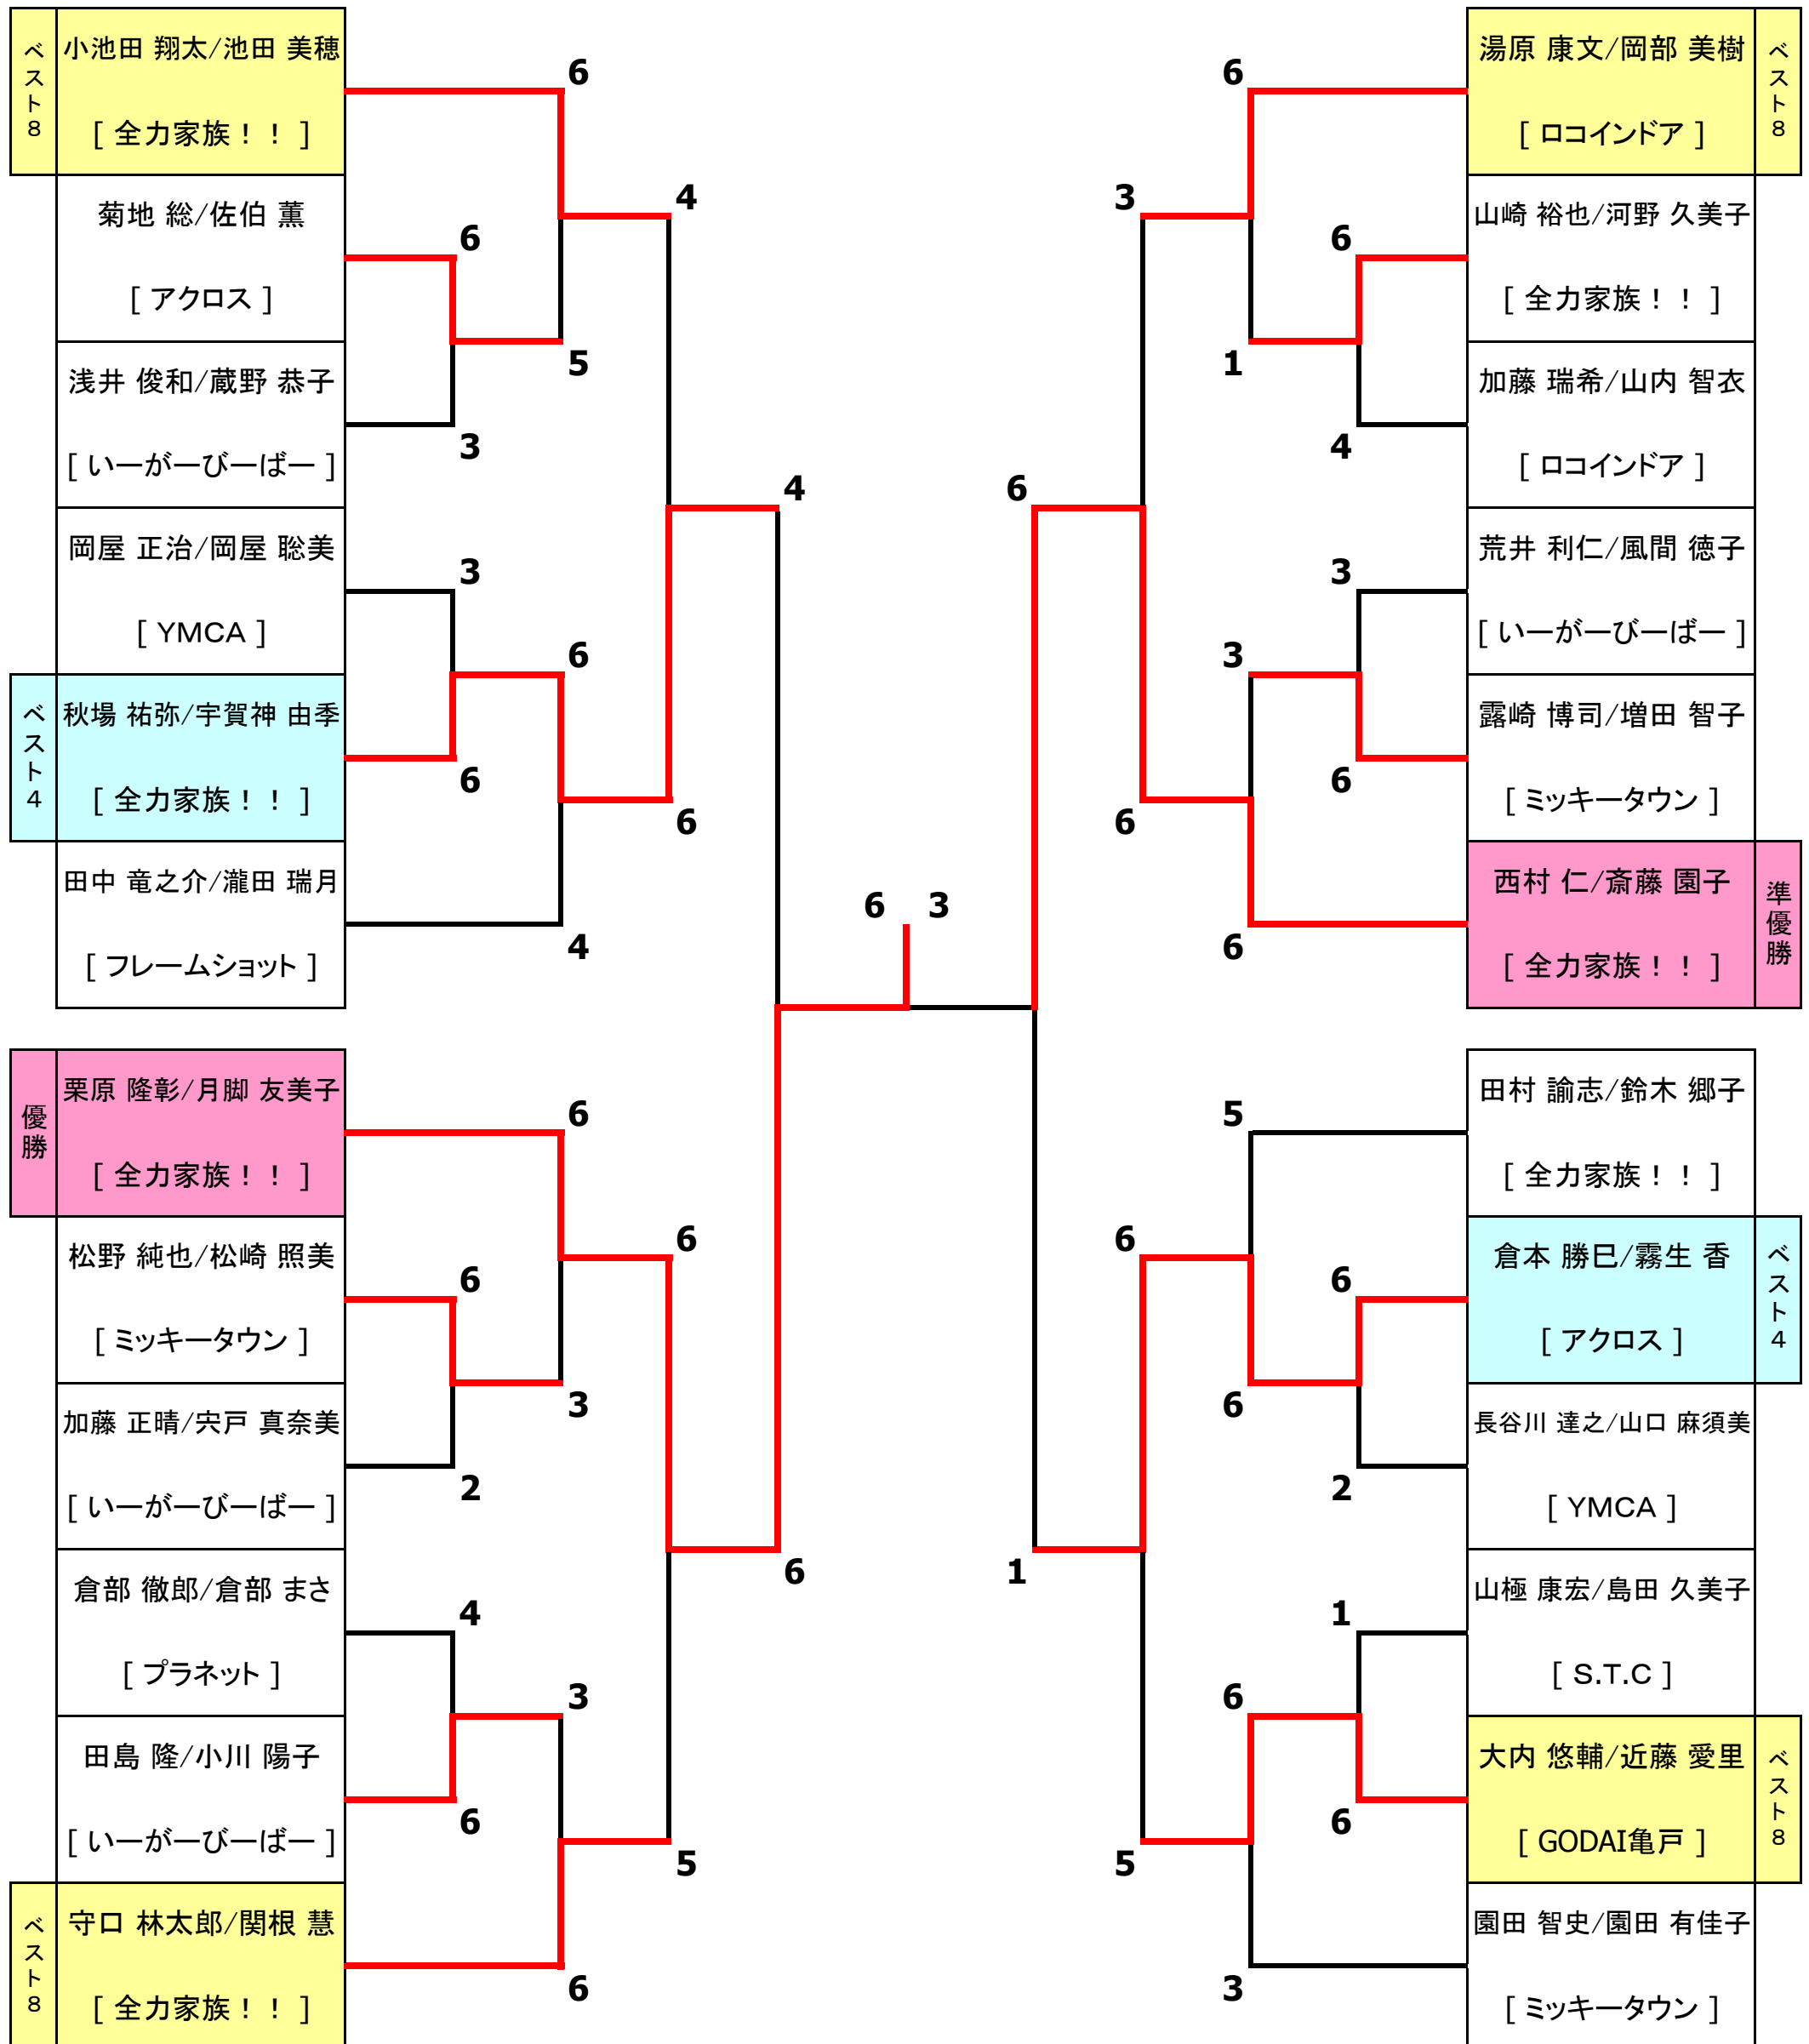 ベスト8
小池田 翔太/池田 美穂
[ 全力家族！！ ]
菊地 総/佐伯 薫
[ アクロス ]
浅井 俊和/蔵野 恭子
[ いーがーびーばー ]
岡屋 正治/岡屋 聡美
[ YMCA ]
ベスト4
秋場 祐弥/宇賀神 由季
[ 全力家族！！ ]
田中 竜之介/瀧田 瑞月
[ フレームショット ]
優勝
栗原 隆彰/月脚 友美子
[ 全力家族！！ ]
松野 純也/松崎 照美
[ ミッキータウン ]
加藤 正晴/宍戸 真奈美
[ いーがーびーばー ]
倉部 徹郎/倉部 まさ
[ プラネット ]
田島 隆/小川 陽子
[ いーがーびーばー ]
ベスト8
守口 林太郎/関根 慧
[ 全力家族！！ ]
6
3
3
6
6
2
4
6
6
5
6
4
6
3
3
6
4
6
6
5
4
6
6 3
6
1
3
6
6
5
6
1
3
6
5
6
6
3
6
4
3
6
6
2
1
6
湯原 康文/岡部 美樹
[ ロコインドア ]
ベスト8
山崎 裕也/河野 久美子
[ 全力家族！！ ]
加藤 瑞希/山内 智衣
[ ロコインドア ]
荒井 利仁/風間 徳子
[ いーがーびーばー ]
露崎 博司/増田 智子
[ ミッキータウン ]
西村 仁/斎藤 園子
[ 全力家族！！ ]
準優勝
田村 諭志/鈴木 郷子
[ 全力家族！！ ]
倉本 勝巳/霧生 香
[ アクロス ]
ベスト4
長谷川 達之/山口 麻須美
[ YMCA ]
山極 康宏/島田 久美子
[ S.T.C ]
大内 悠輔/近藤 愛里
[ GODAI亀戸 ]
ベスト8
園田 智史/園田 有佳子
[ ミッキータウン ]